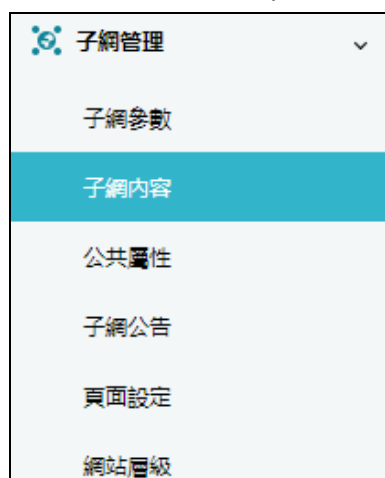 子網管理
子網參數
子網內容
公共屬性
子網公告
頁面設定
網站層級